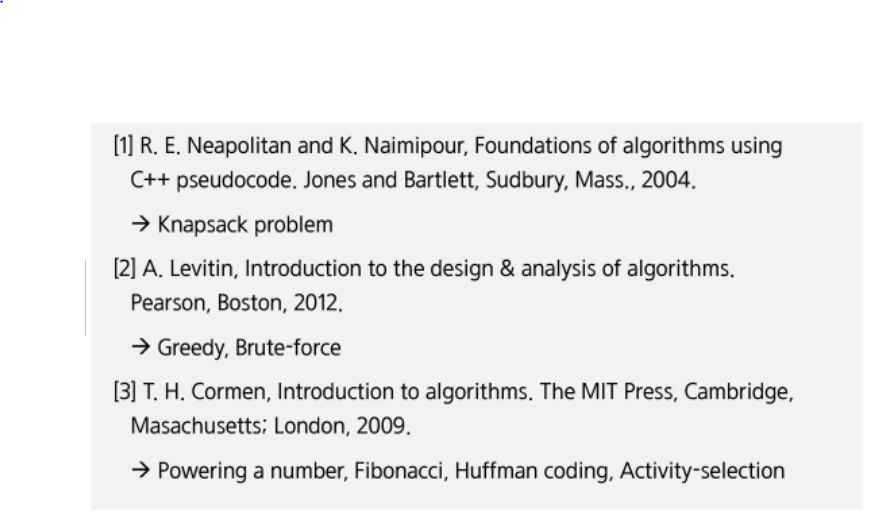 [1] R. E. Neapolitan and K. Naimipour, Foundations of algorithms using
C++ pseudocode. Jones and Bartlett, Sudbury, Mass., 2004.
→ Knapsack problem
[2] A. Levitin, Introduction to the design & analysis of algorithms.
Pearson, Boston, 2012.
→ Greedy, Brute-force
[3] T. H. Cormen, Introduction to algorithms. The MIT Press, Cambridge,
Masachusetts; London, 2009.
→ Powering a number, Fibonacci, Huffman coding, Activity-selection